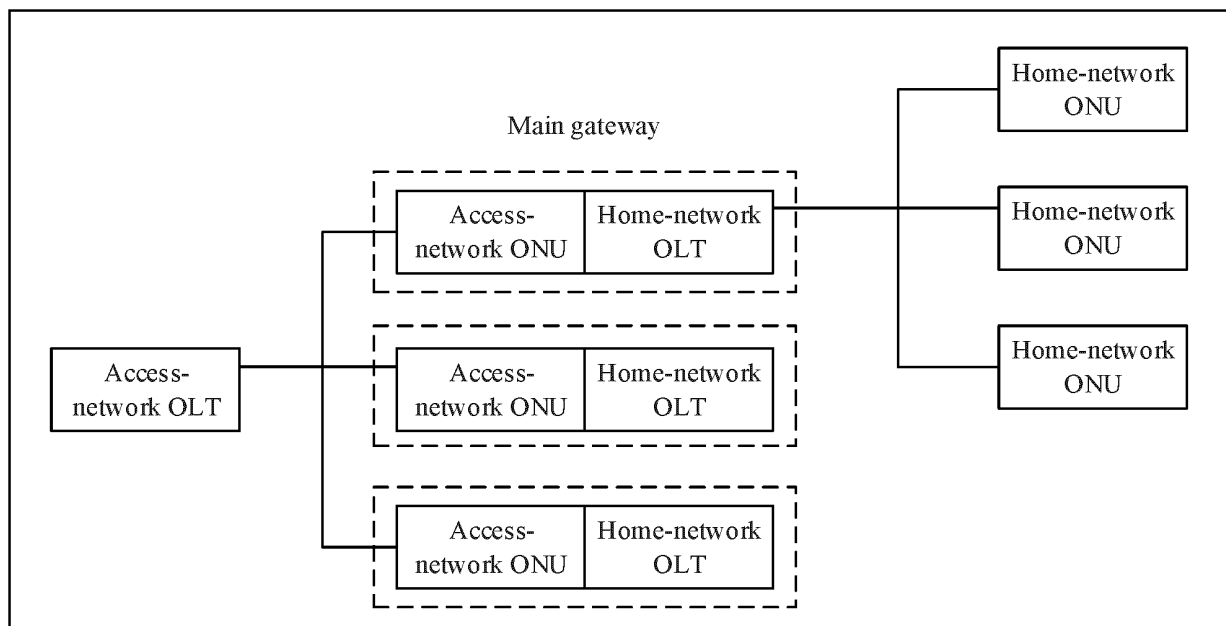 Home-network
ONU
Main gateway
Access-
network ONU
Home-network
OLT
Home-network
ONU
Access-
network OLT
Access-
network ONU
Home-network
OLT
Home-network
ONU
Access-
network ONU
Home-network
OLT